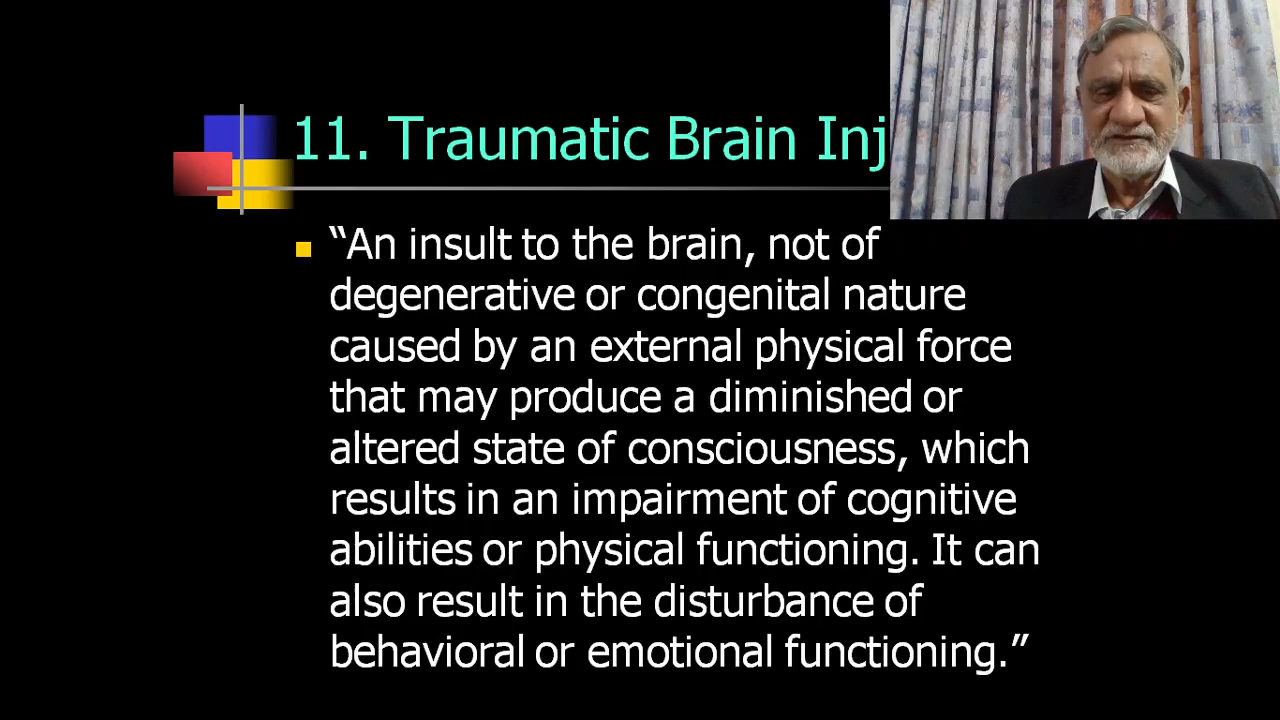 11. Traumatic Brain Inj
“An insult to the brain, not of
degenerative or congenital nature
caused by an external physical force
that may produce a diminished or
altered state of consciousness, which
results in an impairment of cognitive
abilities or physical functioning. It can
also result in the disturbance of
behavioral or emotional functioning.”